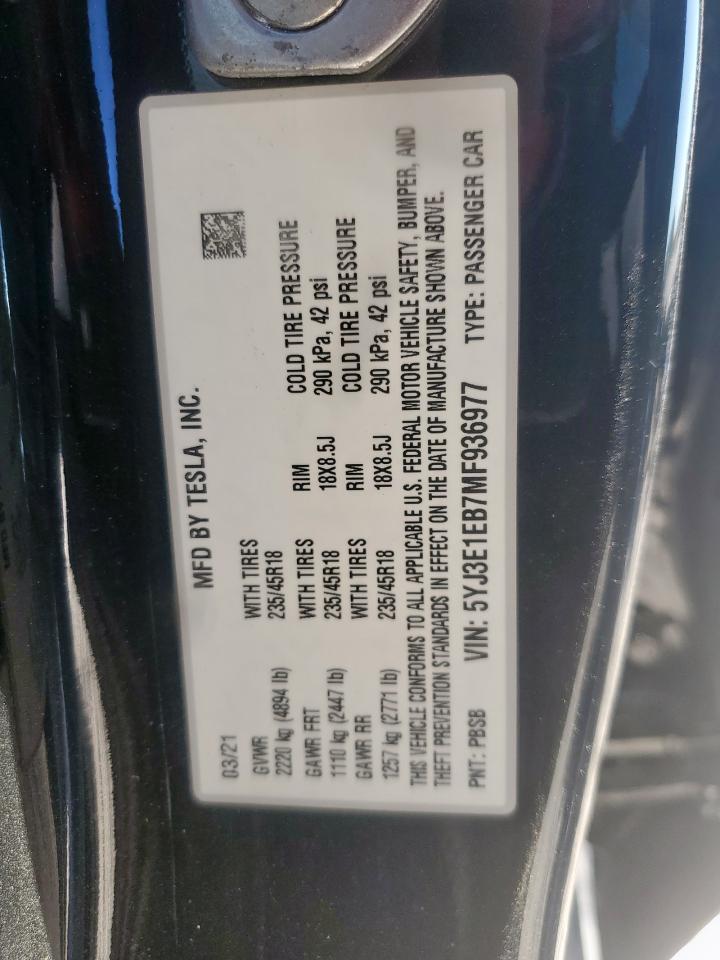 MFD BY TESLA, INC.
03/21
GVWR WITH TIRES
2220 kg (4894 lb) 235/45R18
GAWR FRT WITH TIRES RIM COLD TIRE PRESSURE
1110 kg (2447 lb) 235/45R18 18X8.5J 290 kPa, 42 psi
GAWR RR WITH TIRES RIM COLD TIRE PRESSURE
1257 kg (2771 lb) 235/45R18 18X8.5J 290 kPa, 42 psi
THIS VEHICLE CONFORMS TO ALL APPLICABLE U.S. FEDERAL MOTOR VEHICLE SAFETY, BUMPER, AND
THEFT PREVENTION STANDARDS IN EFFECT ON THE DATE OF MANUFACTURE SHOWN ABOVE.
PNT: PBSB VIN: 5YJ3E1EB7MF936977 TYPE: PASSENGER CAR